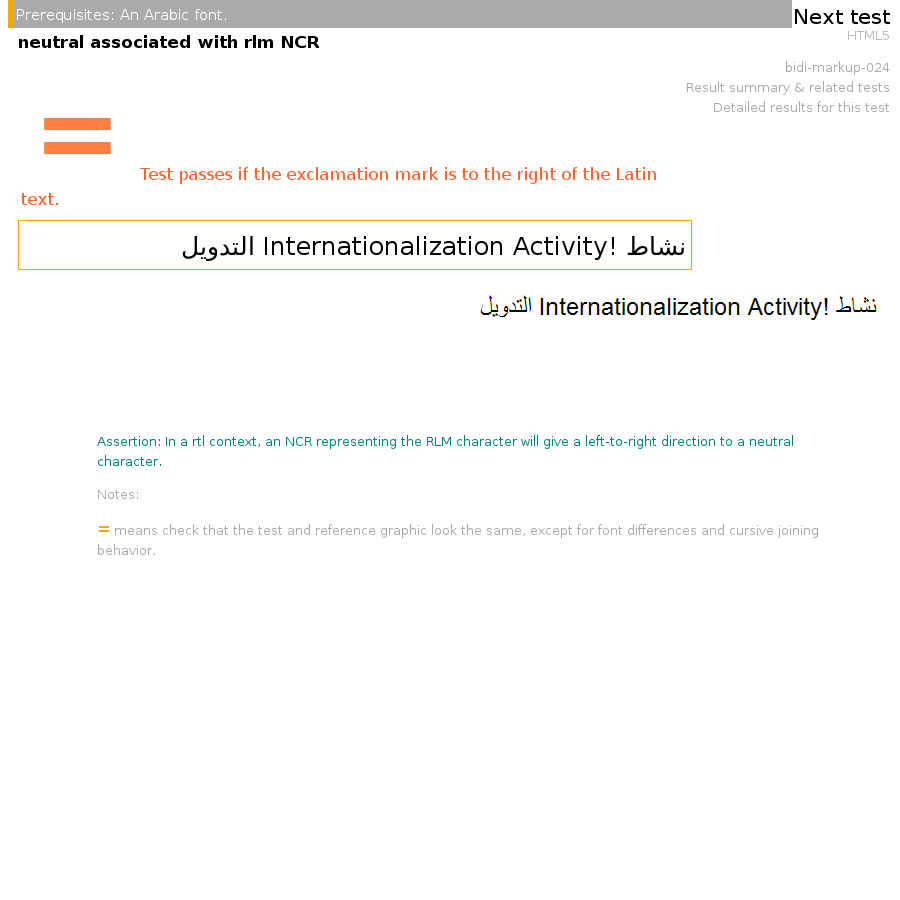 Prerequisites: An Arabic font.
Next test
HTML5
neutral associated with rlm NCR
bidi-markup-024
Result summary & related tests
Detailed results for this test
=
Test passes if the exclamation mark is to the right of the Latin
text.
نشاط Internationalization Activity! التدويل
نشاط Internationalization Activity! التدويل
Assertion: In a rtl context, an NCR representing the RLM character will give a left-to-right direction to a neutral
character.
Notes:
= means check that the test and reference graphic look the same, except for font differences and cursive joining
behavior.